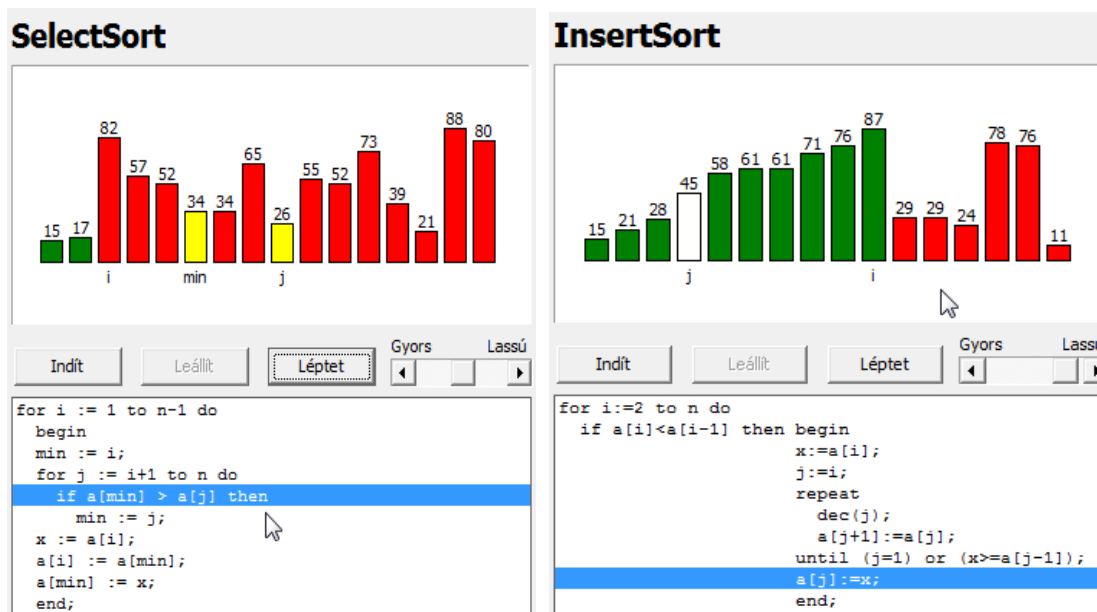 SelectSort
82 57 52 34 34 65 26 55 52 73 39 21 88 80
15 17
i min j
Indít Leállít Léptet Gyors Lassú
for i := 1 to n-1 do
begin
min := i;
for j := i+1 to n do
if a[min] > a[j] then
min := j;
x := a[i];
a[i] := a[min];
a[min] := x;
end;
InsertSort
15 21 28 45 58 61 61 71 76 87 29 29 24 78 76 11
j i
Indít Leállít Léptet Gyors Lassú
for i:=2 to n do
if a[i]<a[i-1] then begin
x:=a[i];
j:=i;
repeat
dec(j);
a[j+1]:=a[j];
until (j=1) or (x>=a[j-1]);
a[j]:=x;
end;